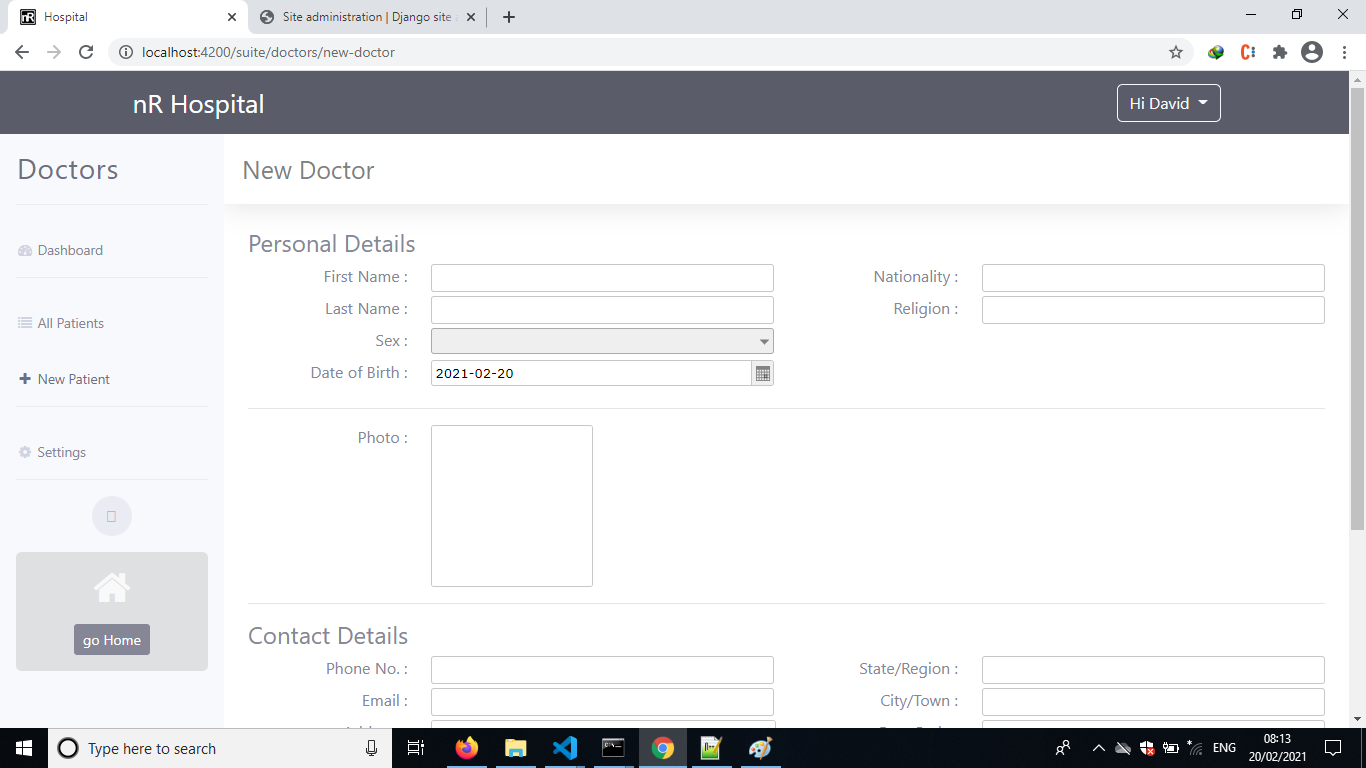 nR Hospital
Site administration | Django site
localhost:4200/suite/doctors/new-doctor
nR Hospital
Hi David
Doctors
New Doctor
Dashboard
All Patients
New Patient
Settings
go Home
Personal Details
First Name :
Nationality :
Last Name :
Religion :
Sex :
Date of Birth :
2021-02-20
Photo :
Contact Details
Phone No. :
State/Region :
Email :
City/Town :
Type here to search
ENG
08:13
20/02/2021